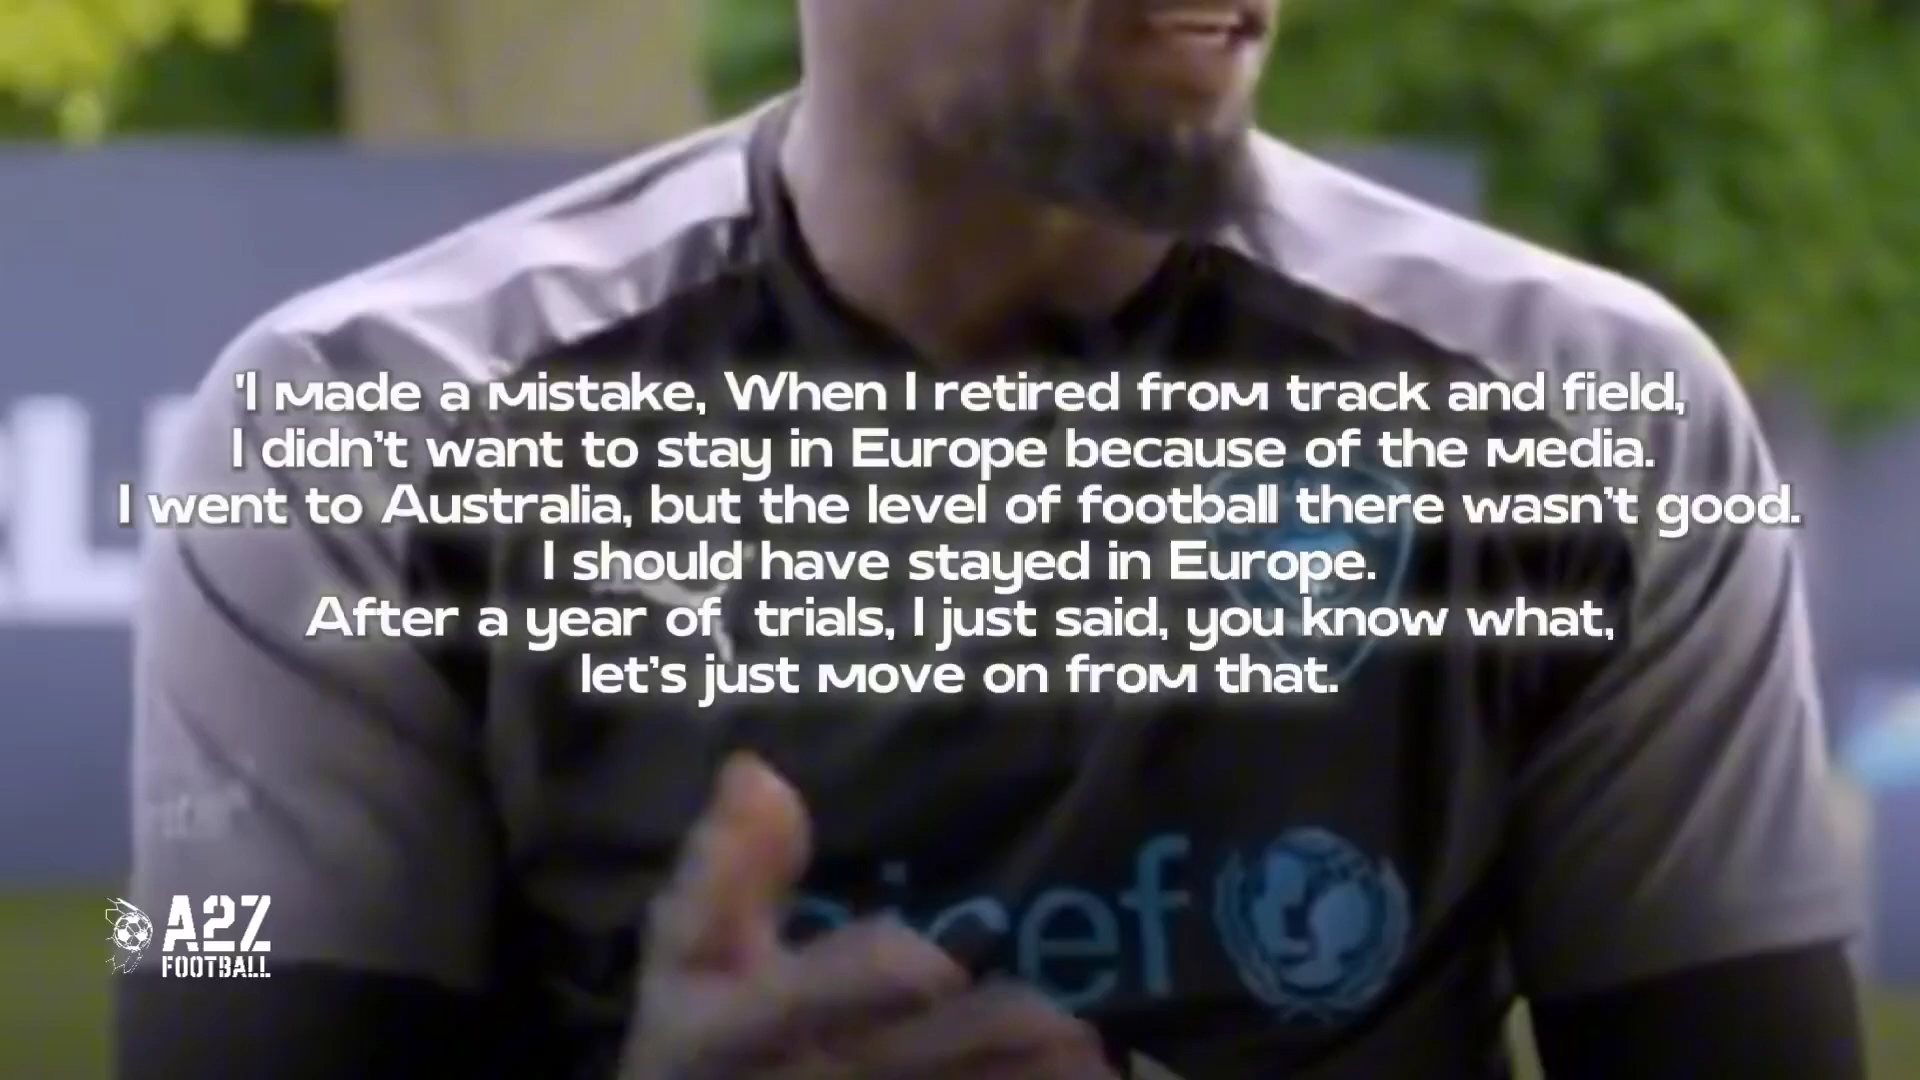 'I made a mistake, When I retired from track and field,
I didn't want to stay in Europe because of the media.
I went to Australia, but the level of football there wasn't good.
I should have stayed in Europe.
After a year of trials, I just said, you know what,
let's just move on from that.
A2Z
FOOTBALL